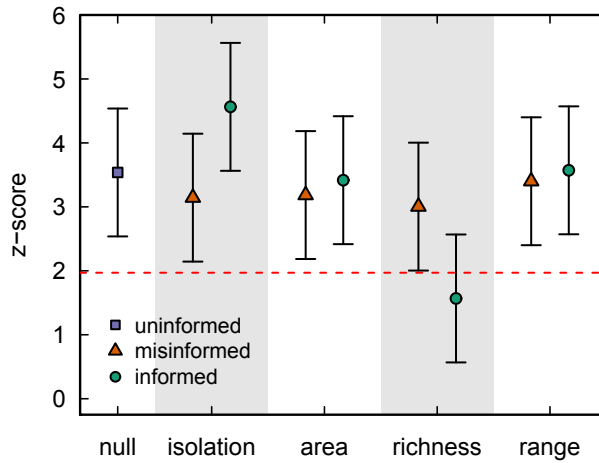 6
5
4
3
2
1
0
z−score
uninformed
misinformed
informed
null isolation area richness range